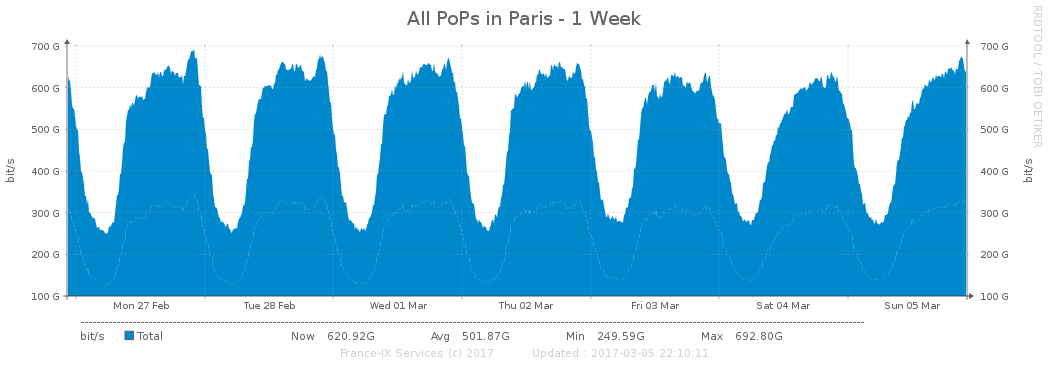 All PoPs in Paris - 1 Week
RRDTOOL / TOBI OETIKER
700 G 700 G
600 G 600 G
500 G 500 G
400 G 400 G
300 G 300 G
200 G 200 G
100 G 100 G
bit/s bit/s
Mon 27 Feb Tue 28 Feb Wed 01 Mar Thu 02 Mar Fri 03 Mar Sat 04 Mar Sun 05 Mar
bit/s Total Now 620.92G Avg 501.87G Min 249.59G Max 692.80G
France-IX Services (c) 2017 Updated : 2017-03-05 22:10:11